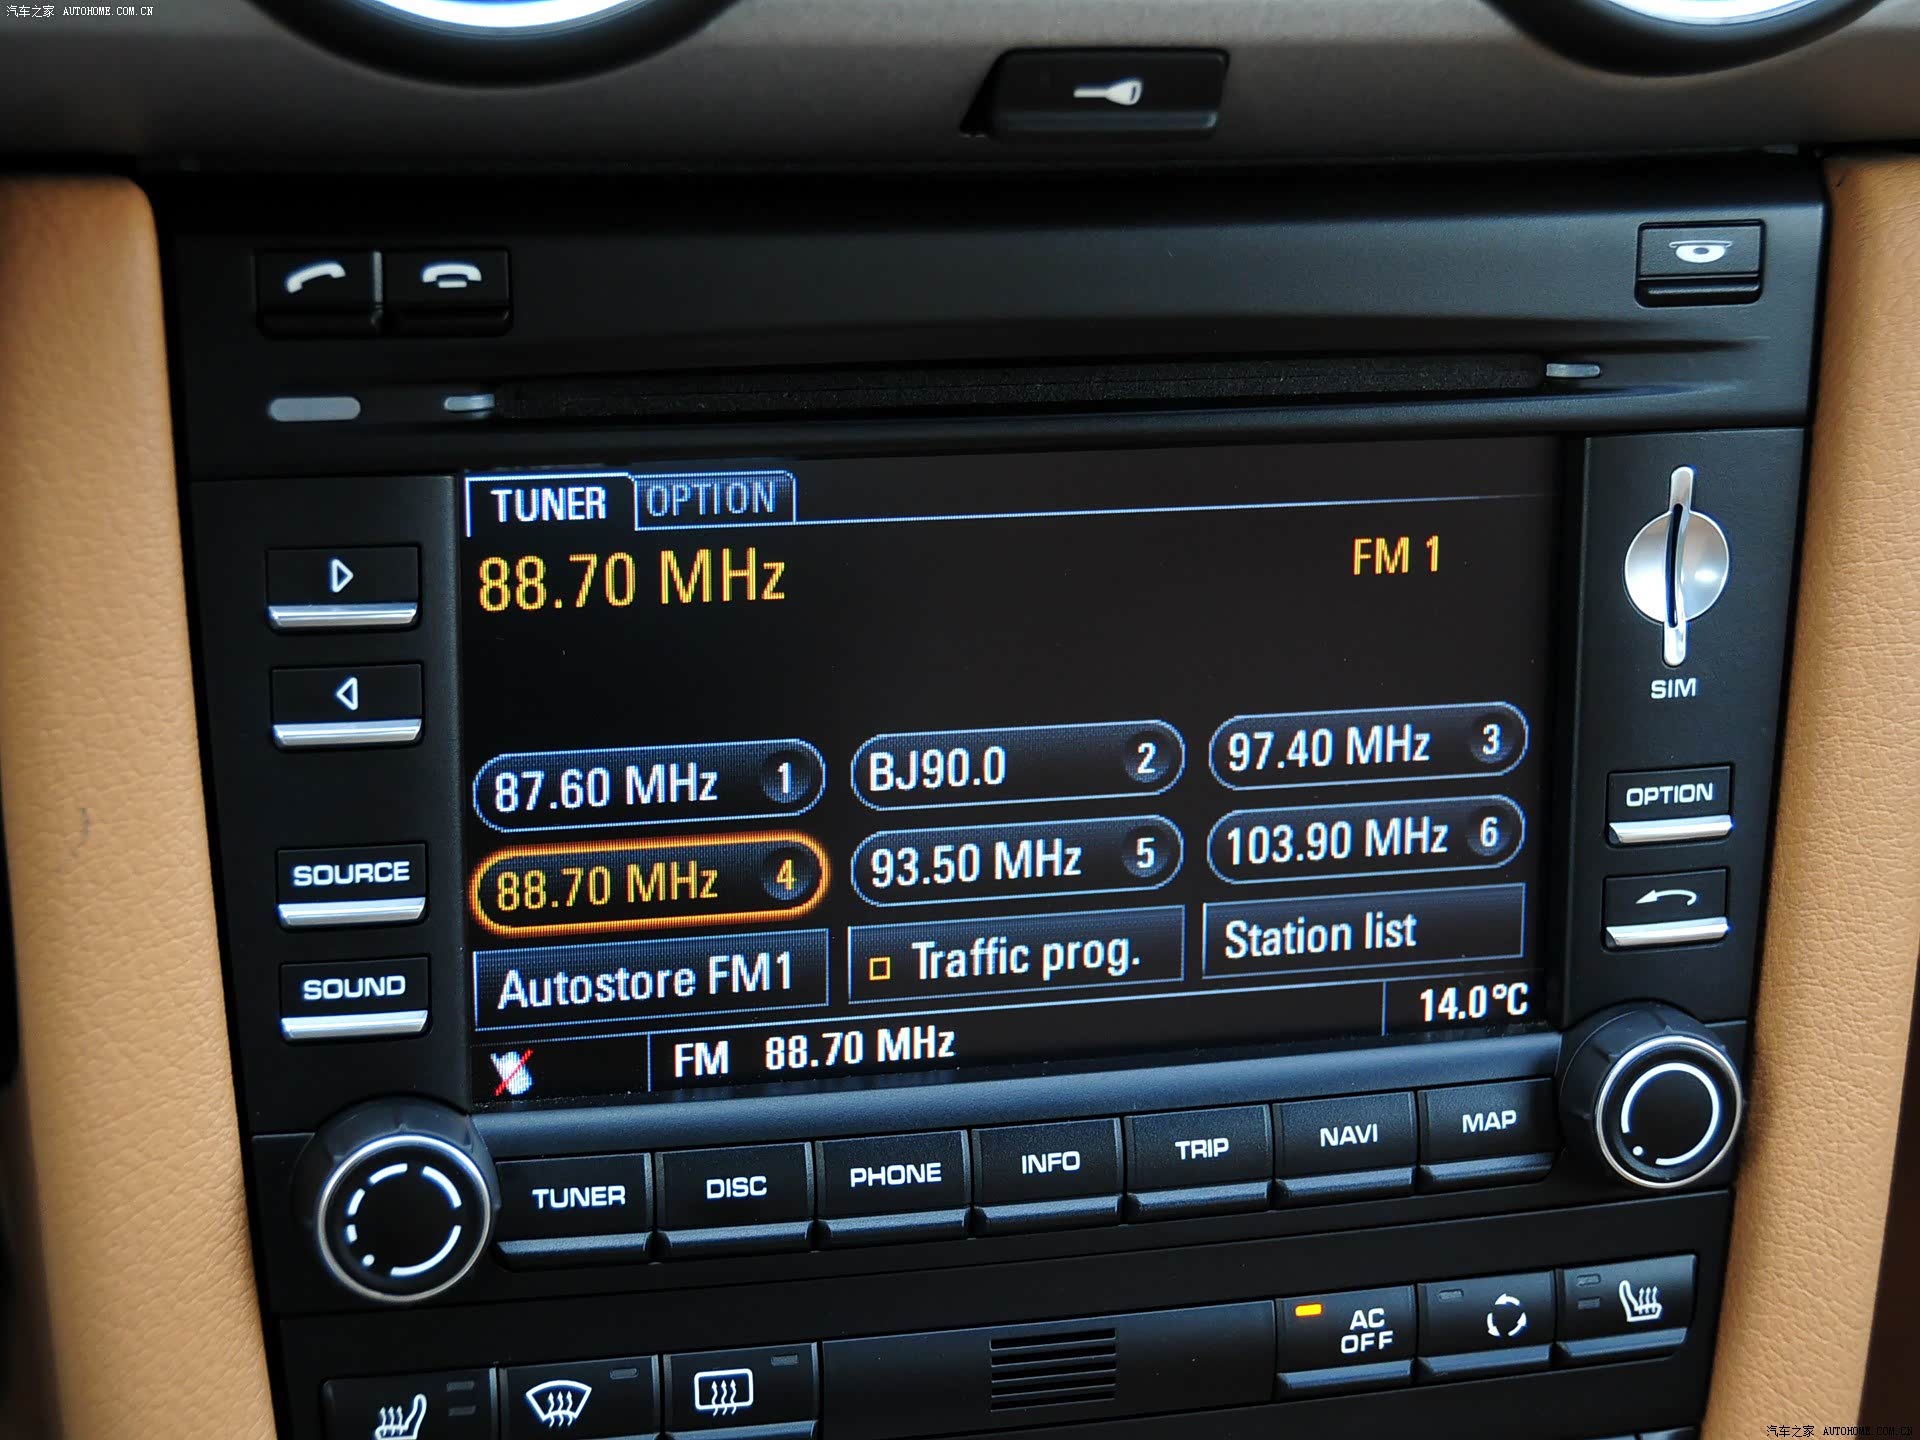 汽车之家 AUTOHOME.COM.CN
TUNER OPTION
88.70 MHz FM 1
SIM
87.60 MHz 1 BJ90.0 2 97.40 MHz 3
OPTION
88.70 MHz 4 93.50 MHz 5 103.90 MHz 6
SOURCE
Autostore FM1 Traffic prog. Station list
SOUND
FM 88.70 MHz 14.0°C
TUNER DISC PHONE INFO TRIP NAVI MAP
AC
OFF
汽车之家 AUTOHOME.COM.CN